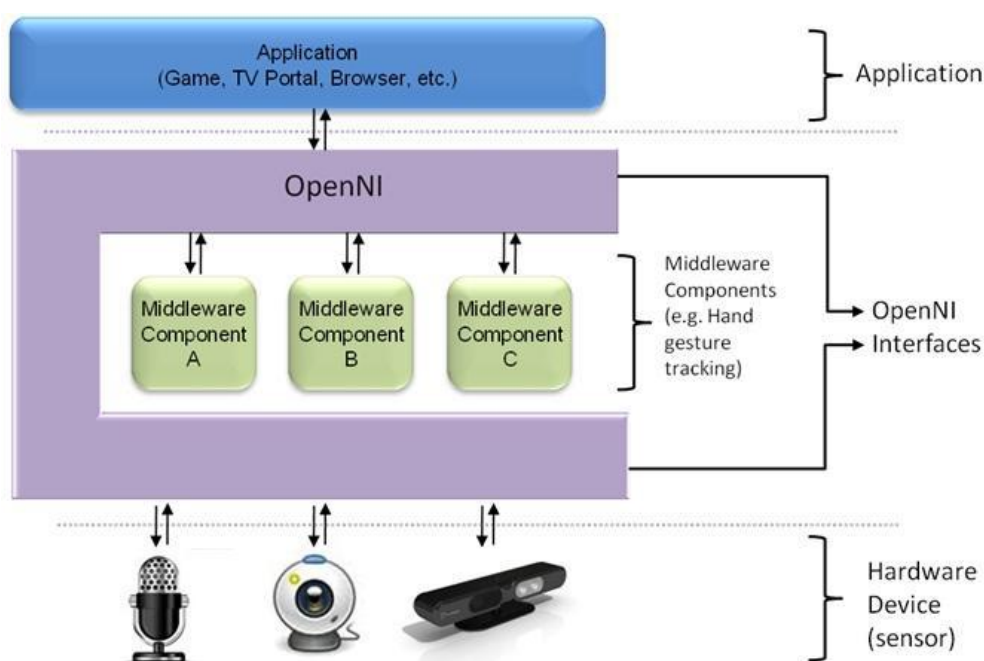 Application
(Game, TV Portal, Browser, etc.)
Application
OpenNI
Middleware
Component
A
Middleware
Component
B
Middleware
Component
C
Middleware
Components
(e.g. Hand
gesture
tracking)
OpenNI
Interfaces
Hardware
Device
(sensor)